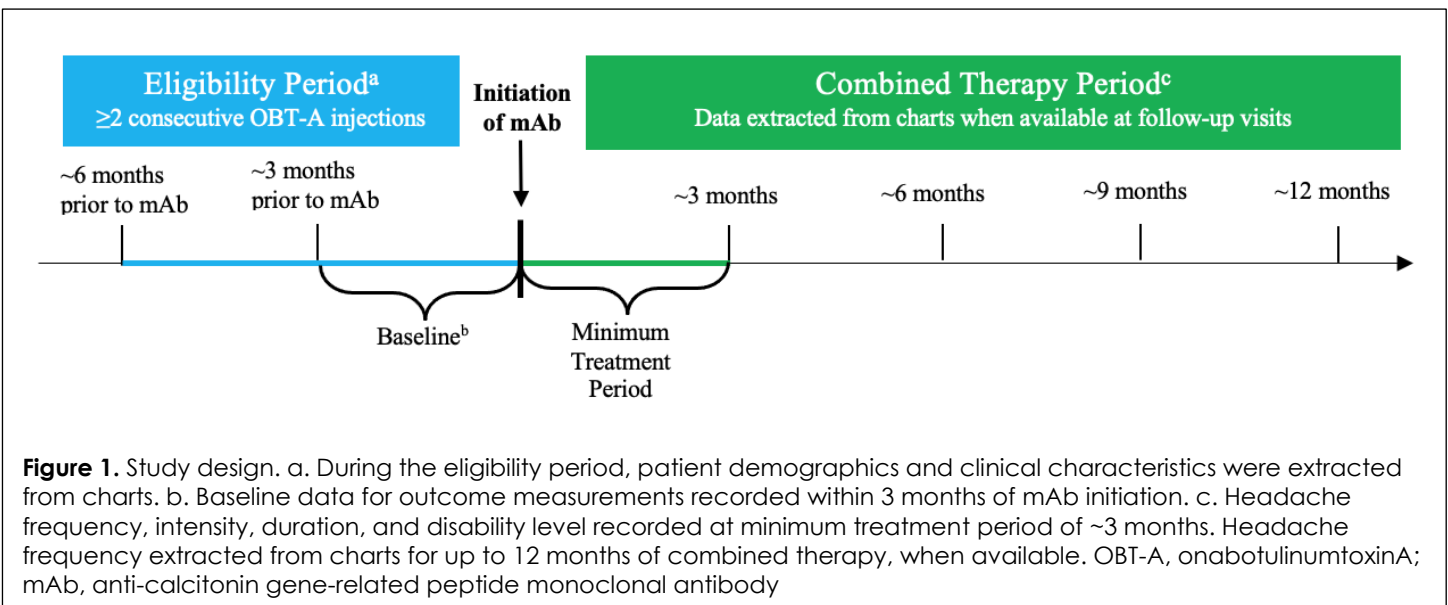 Eligibility Periodᵃ
≥2 consecutive OBT-A injections
Initiation
of mAb
Combined Therapy Periodᶜ
Data extracted from charts when available at follow-up visits
~6 months
prior to mAb
~3 months
prior to mAb
~3 months
~6 months
~9 months
~12 months
Baselineᵇ
Minimum
Treatment
Period
Figure 1. Study design. a. During the eligibility period, patient demographics and clinical characteristics were extracted
from charts. b. Baseline data for outcome measurements recorded within 3 months of mAb initiation. c. Headache
frequency, intensity, duration, and disability level recorded at minimum treatment period of ~3 months. Headache
frequency extracted from charts for up to 12 months of combined therapy, when available. OBT-A, onabotulinumtoxinA;
mAb, anti-calcitonin gene-related peptide monoclonal antibody